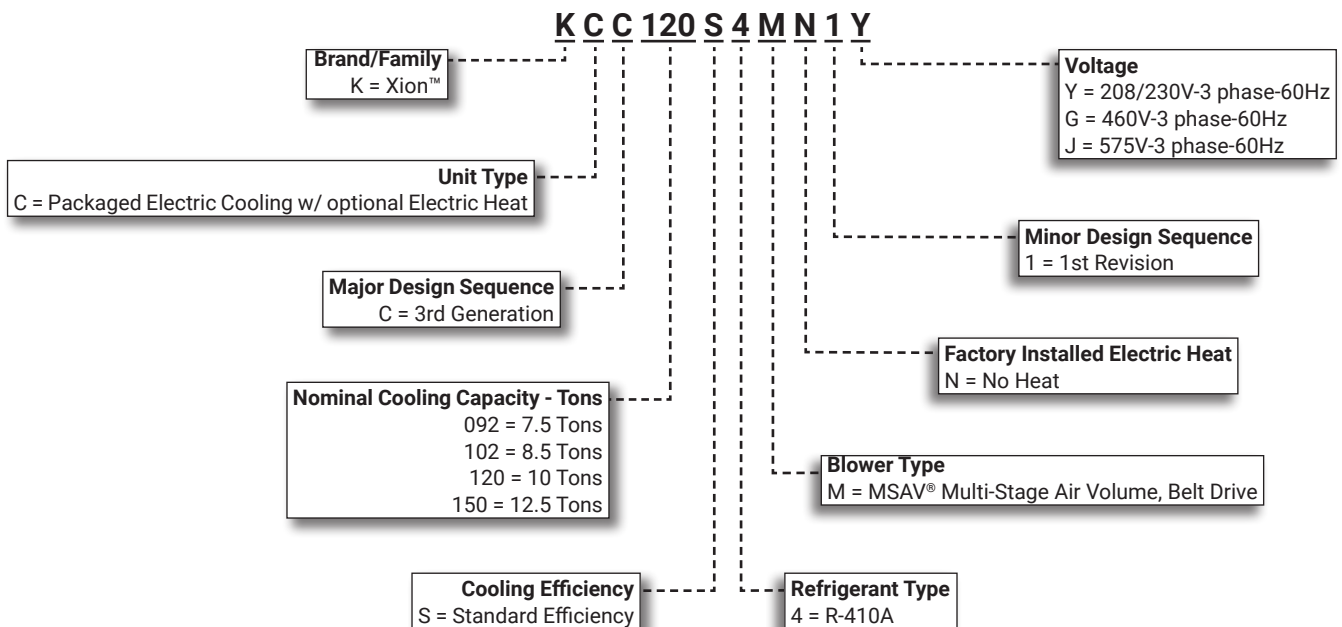 K C C 120 S 4 M N 1 Y
Brand/Family
K = Xion™
Voltage
Y = 208/230V-3 phase-60Hz
G = 460V-3 phase-60Hz
J = 575V-3 phase-60Hz
Unit Type
C = Packaged Electric Cooling w/ optional Electric Heat
Minor Design Sequence
1 = 1st Revision
Major Design Sequence
C = 3rd Generation
Factory Installed Electric Heat
N = No Heat
Nominal Cooling Capacity - Tons
092 = 7.5 Tons
102 = 8.5 Tons
120 = 10 Tons
150 = 12.5 Tons
Blower Type
M = MSAV® Multi-Stage Air Volume, Belt Drive
Cooling Efficiency
S = Standard Efficiency
Refrigerant Type
4 = R-410A